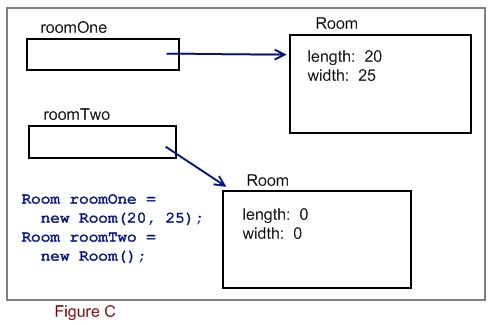 roomOne
Room
length: 20
width: 25
roomTwo
Room
length: 0
width: 0
Room roomOne =
new Room(20, 25);
Room roomTwo =
new Room();
Figure C